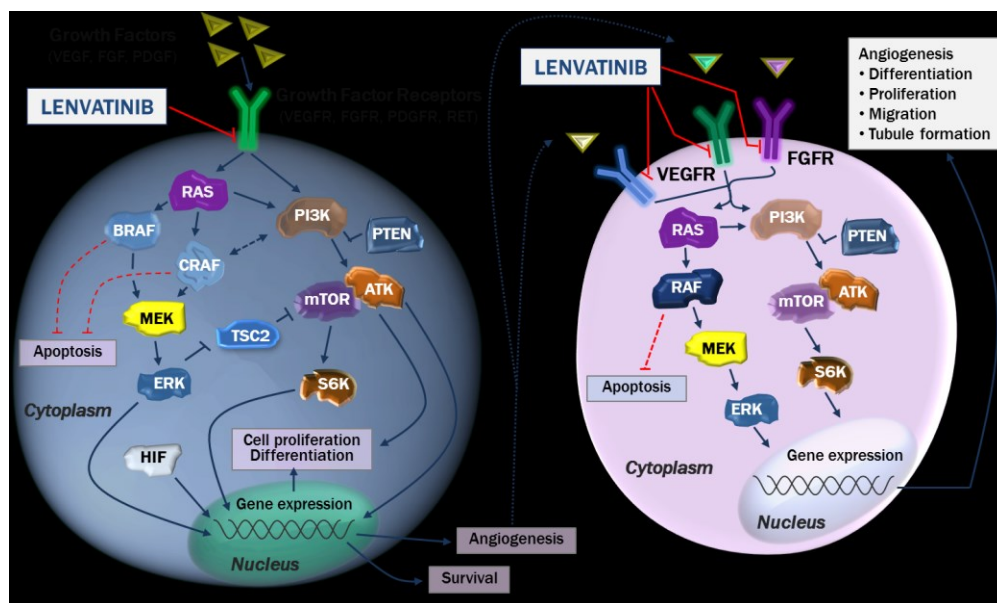 Growth Factors
(VEGF, FGF, PDGF)
LENVATINIB
Growth Factor Receptors
(VEGFR, FGFR, PDGFR, RET)
RAS
BRAF
CRAF
PI3K
PTEN
ATK
mTOR
MEK
TSC2
Apoptosis
ERK
S6K
Cytoplasm
HIF
Cell proliferation
Differentiation
Gene expression
Nucleus
Angiogenesis
Survival
LENVATINIB
VEGFR
FGFR
RAS
PI3K
PTEN
RAF
mTOR
ATK
MEK
Apoptosis
S6K
ERK
Cytoplasm
Gene expression
Nucleus
Angiogenesis
• Differentiation
• Proliferation
• Migration
• Tubule formation